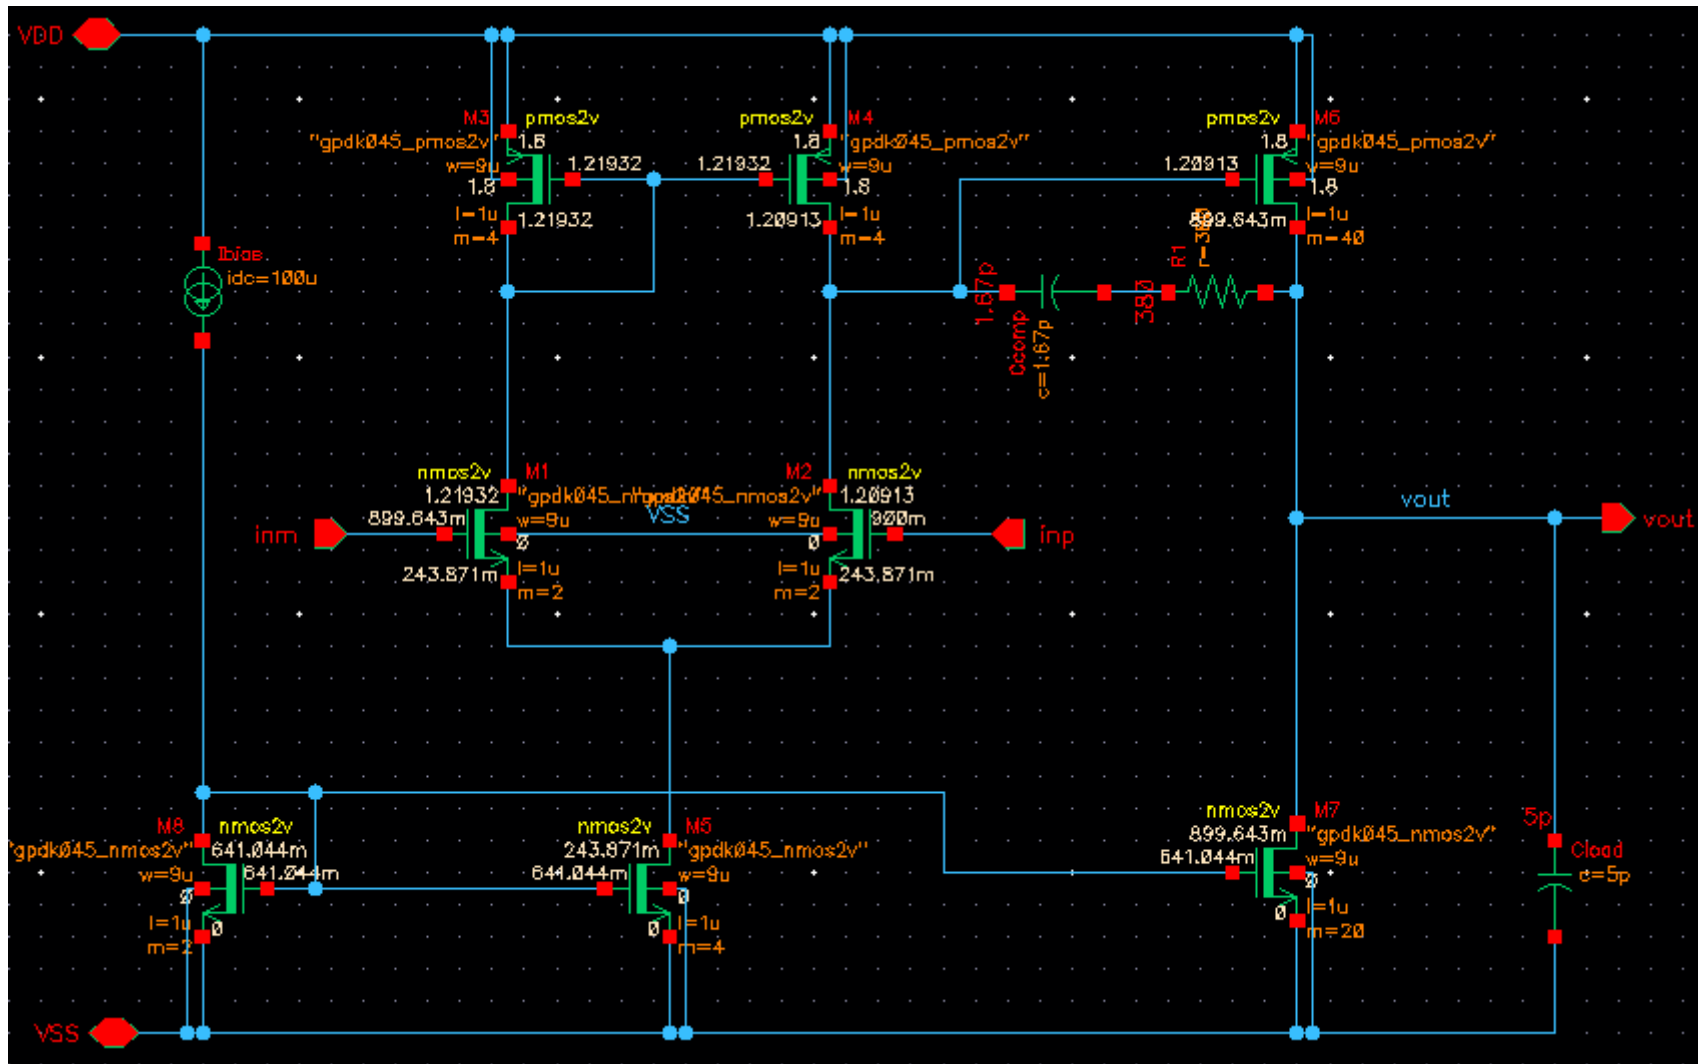 VDD
M3
pmos2v
1.8
"gpdk045_pmos2v"
w=9u
1.21932
1.8
l=1u
1.21932
m=4
pmos2v
M4
1.8
"gpdk045_pmos2v"
w=9u
1.21932
1.8
l=1u
1.20913
m=4
pmos2v
M6
1.8
"gpdk045_pmos2v"
w=9u
1.20913
1.8
l=1u
899.643m
m=40
Ibias
idc=100u
1.67p
Ccomp
c=1.67p
380
R1
nmos2v
M1
1.21932
"gpdk045_nmos2v"
899.643m
w=9u
0
l=1u
243.871m
m=2
VSS
M2
nmos2v
1.20913
w=9u
900m
0
l=1u
243.871m
m=2
inm
inp
vout
vout
M8
nmos2v
"gpdk045_nmos2v"
641.044m
w=9u
641.044m
0
l=1u
0
m=2
nmos2v
M5
243.871m
"gpdk045_nmos2v"
641.044m
w=9u
0
l=1u
0
m=4
nmos2v
M7
899.643m
"gpdk045_nmos2v"
641.044m
w=9u
0
l=1u
0
m=20
5p
Cload
c=5p
VSS